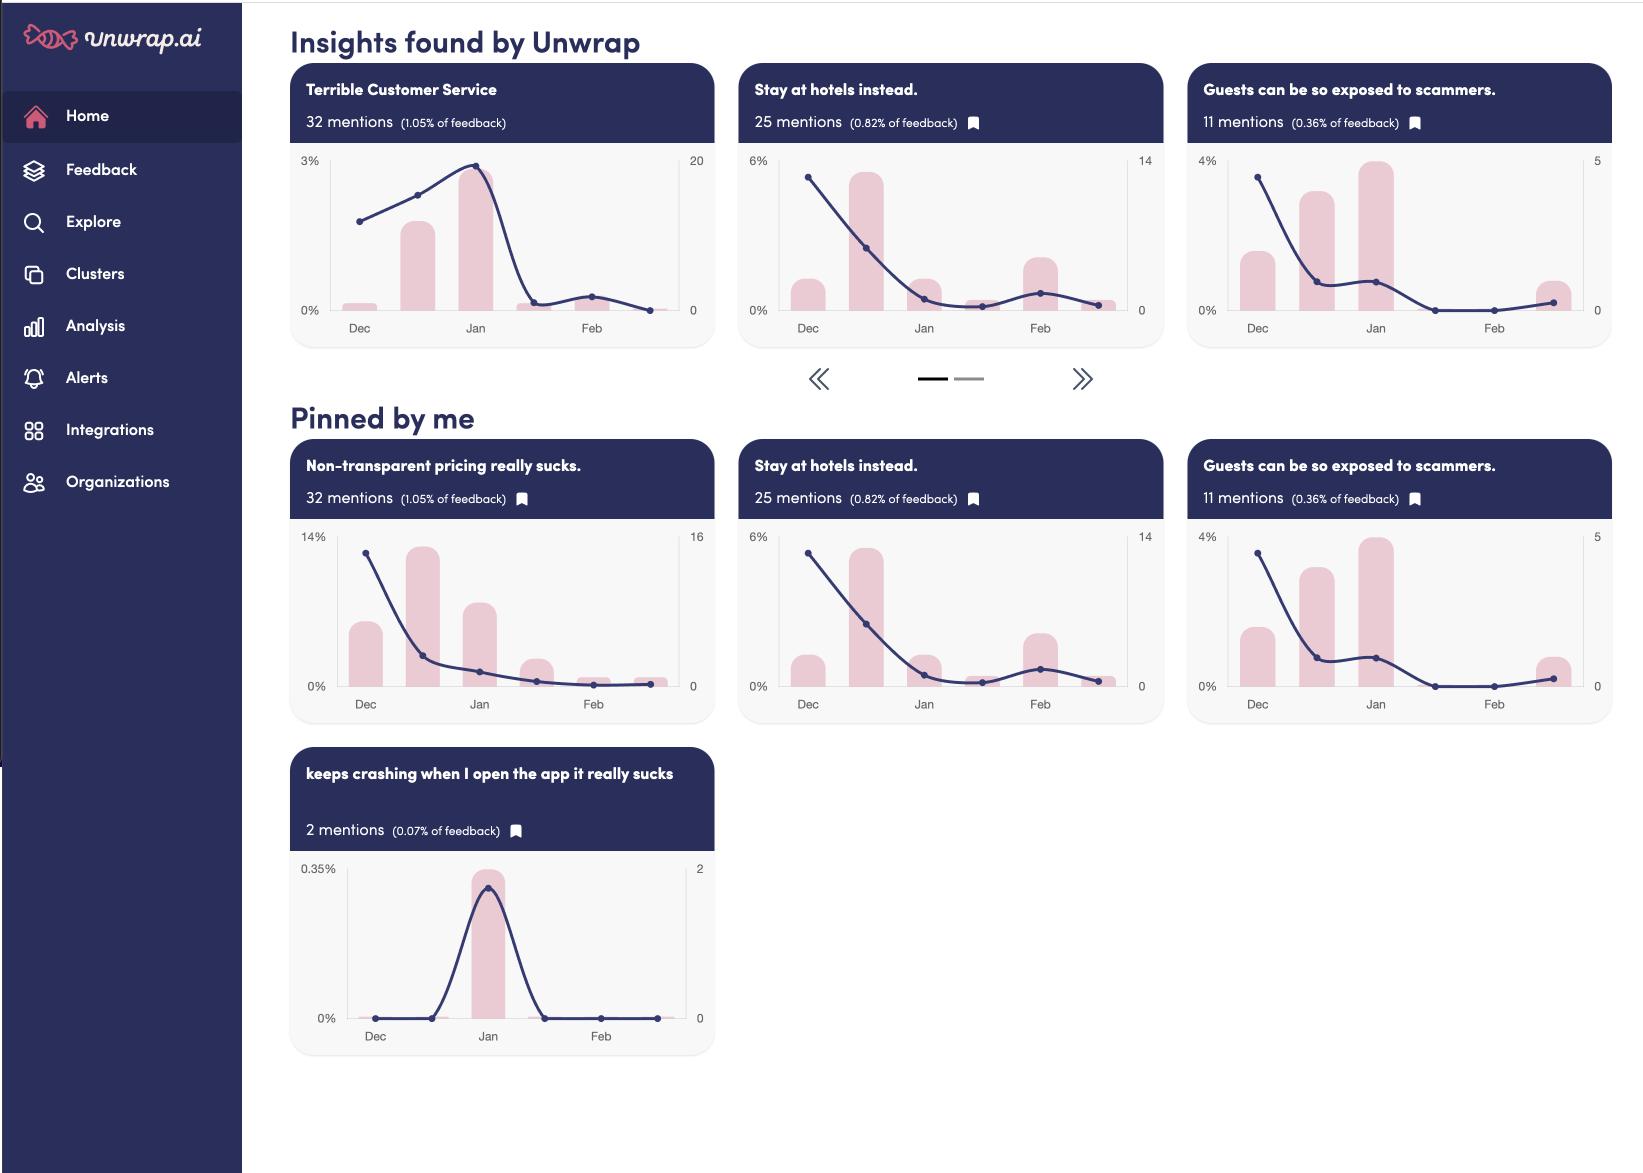 unwrap.ai
Home
Feedback
Explore
Clusters
Analysis
Alerts
Integrations
Organizations
Insights found by Unwrap
Terrible Customer Service
32 mentions (1.05% of feedback)
3%
20
0%
0
Dec
Jan
Feb
Stay at hotels instead.
25 mentions (0.82% of feedback)
6%
14
0%
0
Dec
Jan
Feb
Guests can be so exposed to scammers.
11 mentions (0.36% of feedback)
4%
5
0%
0
Dec
Jan
Feb
Pinned by me
Non-transparent pricing really sucks.
32 mentions (1.05% of feedback)
14%
16
0%
0
Dec
Jan
Feb
Stay at hotels instead.
25 mentions (0.82% of feedback)
6%
14
0%
0
Dec
Jan
Feb
Guests can be so exposed to scammers.
11 mentions (0.36% of feedback)
4%
5
0%
0
Dec
Jan
Feb
keeps crashing when I open the app it really sucks
2 mentions (0.07% of feedback)
0.35%
2
0%
0
Dec
Jan
Feb